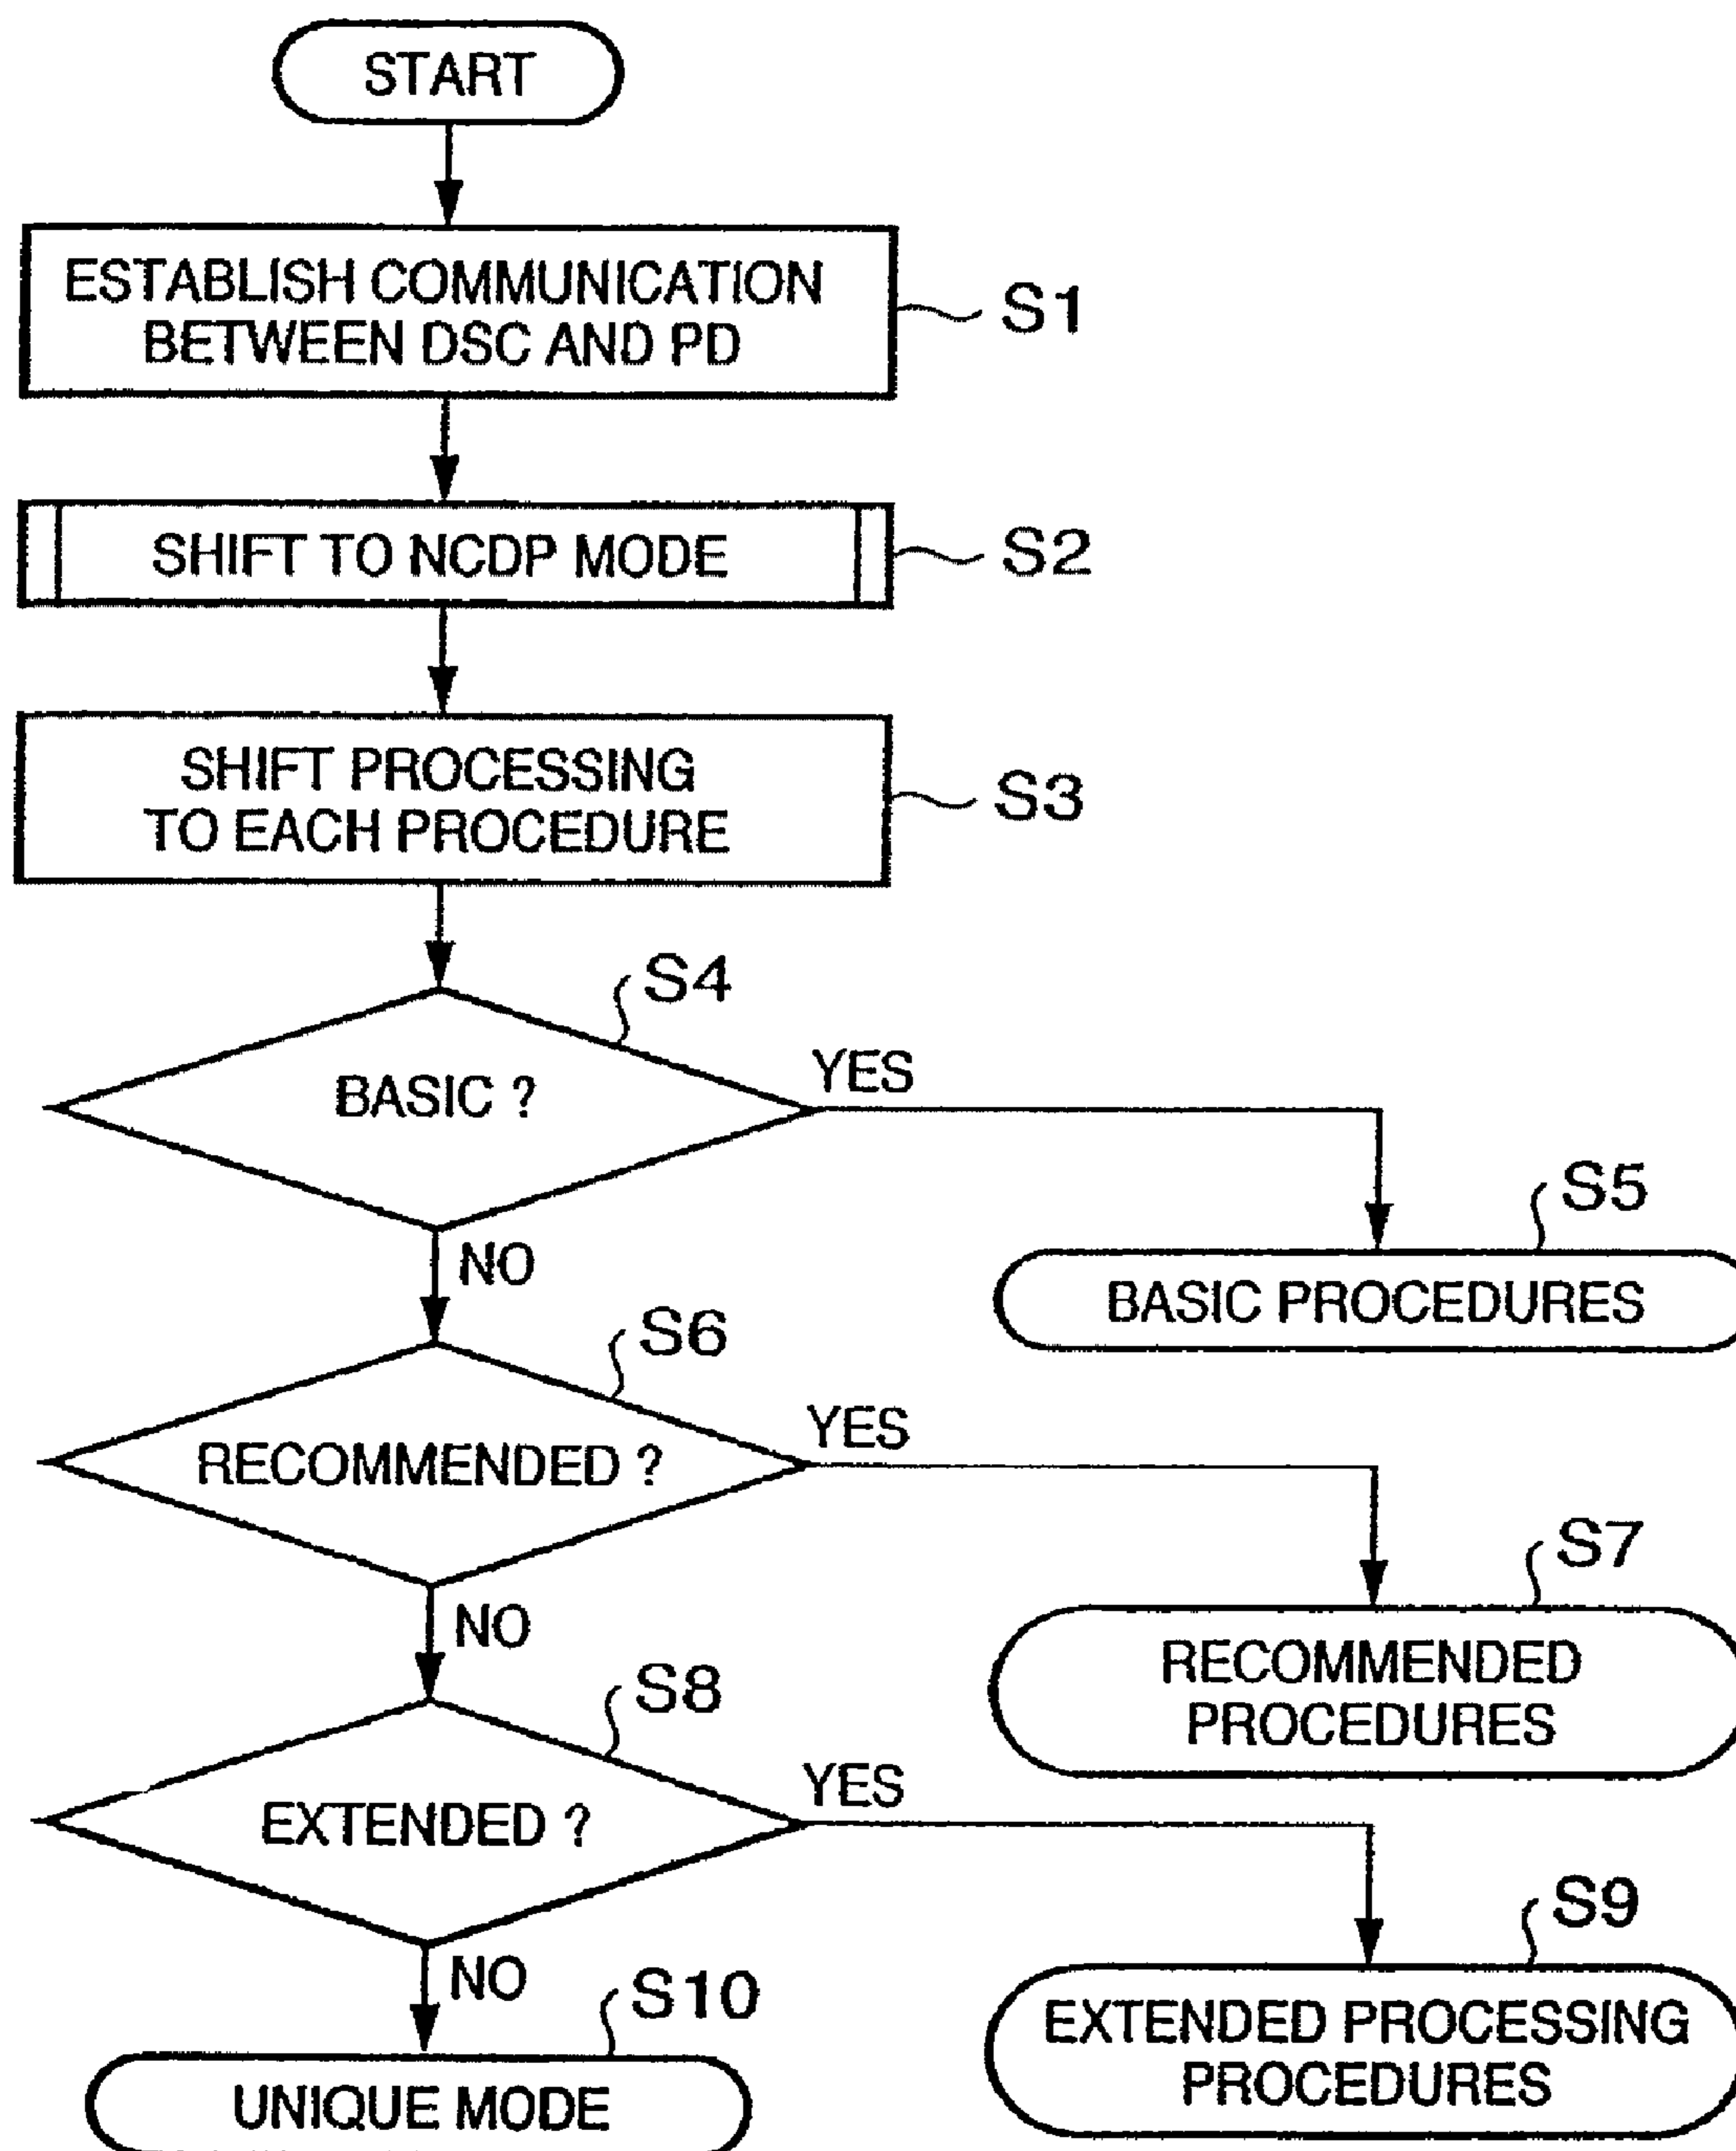 START
ESTABLISH COMMUNICATION
BETWEEN DSC AND PD
S1
SHIFT TO NCDP MODE
S2
SHIFT PROCESSING
TO EACH PROCEDURE
S3
S4
BASIC ?
YES
NO
S5
BASIC PROCEDURES
S6
RECOMMENDED ?
YES
NO
S7
RECOMMENDED
PROCEDURES
S8
EXTENDED ?
YES
NO
S9
EXTENDED PROCESSING
PROCEDURES
S10
UNIQUE MODE